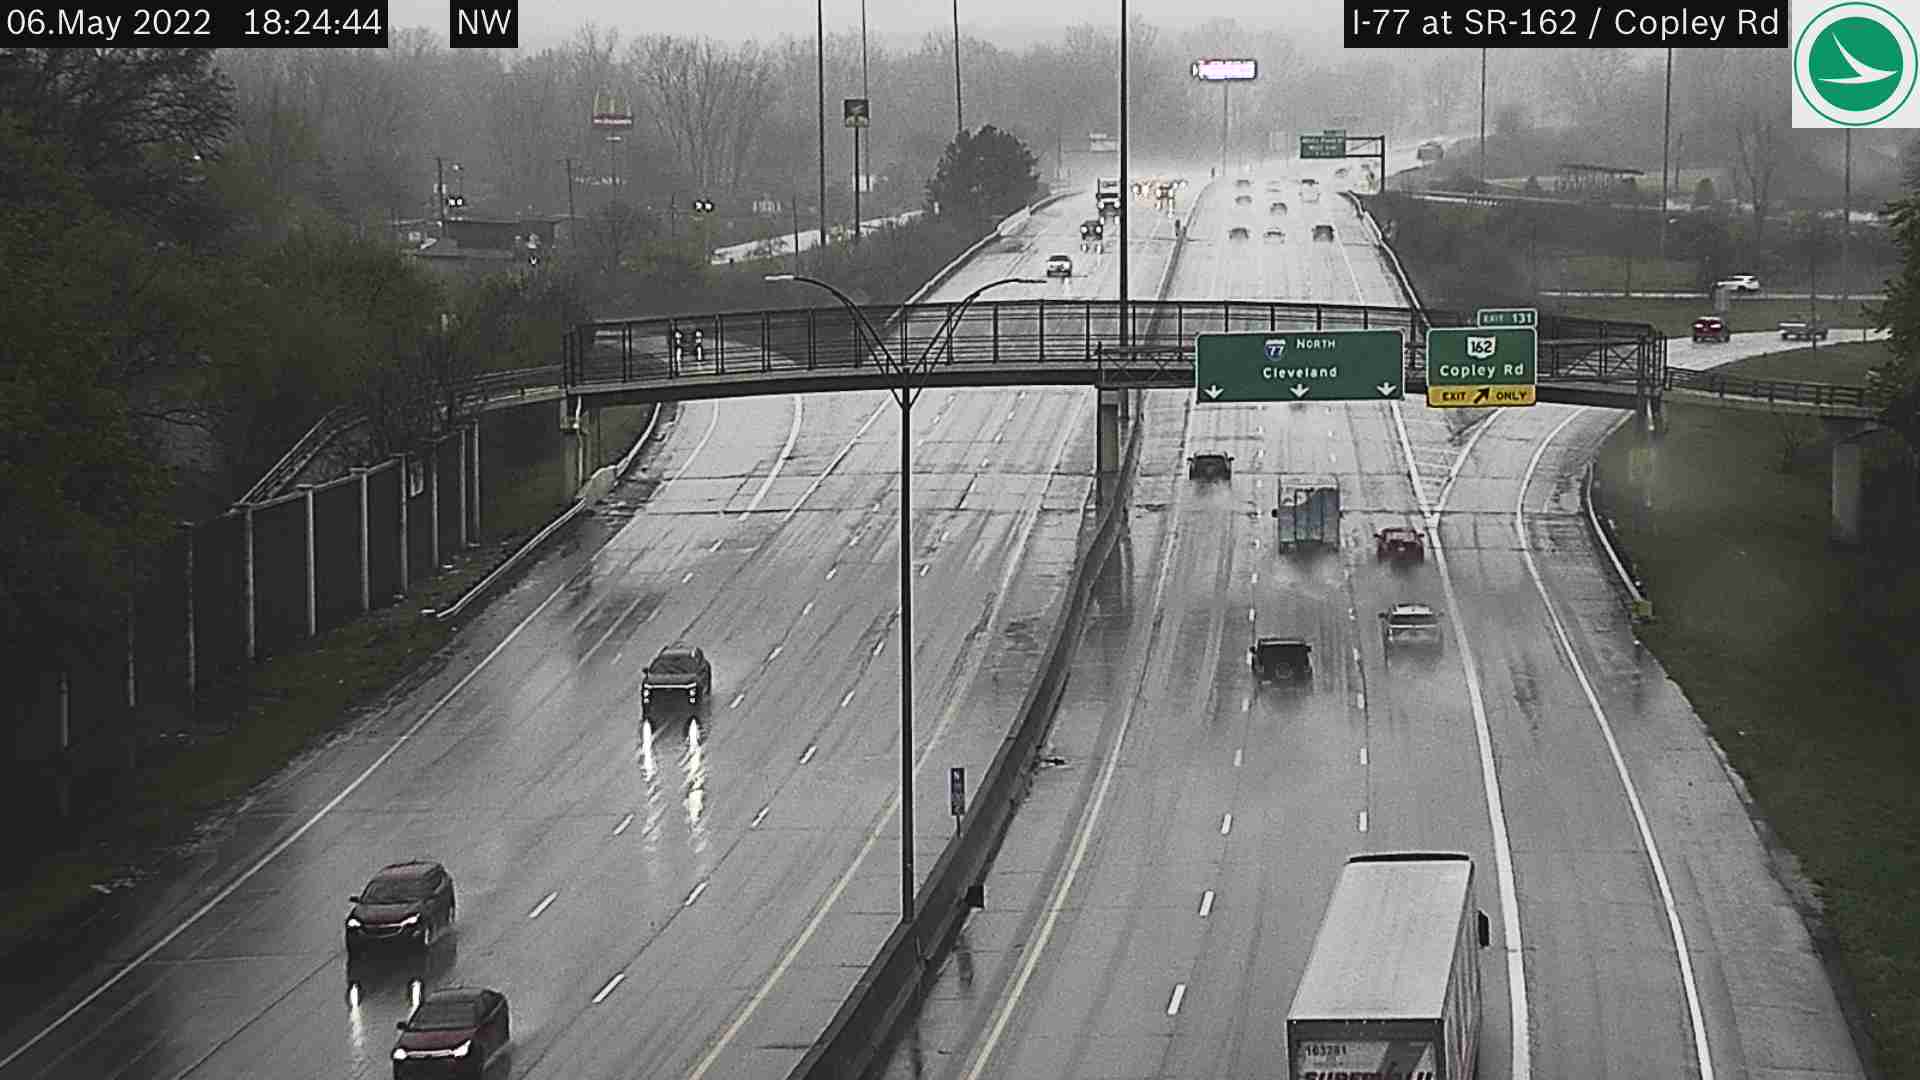 06.May 2022 18:24:44
NW
I-77 at SR-162 / Copley Rd
EXIT 131
77 NORTH
Cleveland
162
Copley Rd
EXIT ONLY
163781